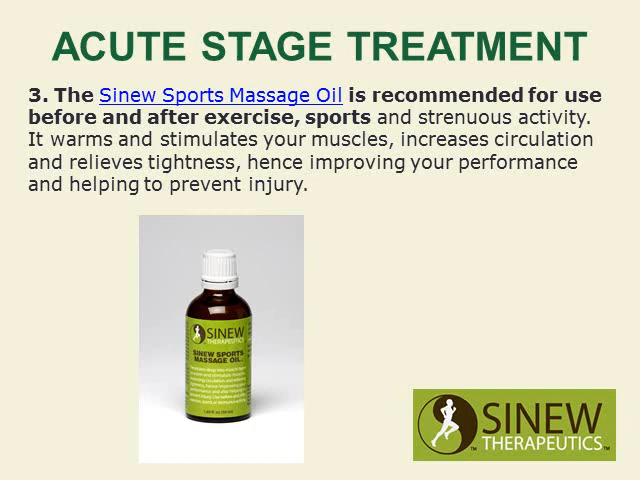 ACUTE STAGE TREATMENT
3. The Sinew Sports Massage Oil is recommended for use
before and after exercise, sports and strenuous activity.
It warms and stimulates your muscles, increases circulation
and relieves tightness, hence improving your performance
and helping to prevent injury.
SINEW
THERAPEUTICS
SINEW SPORTS
MASSAGE OIL
SINEW
THERAPEUTICS